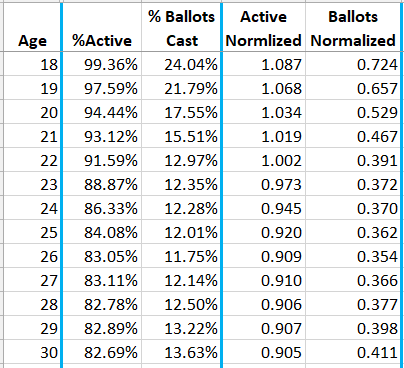 % Ballots Active Ballots
Age %Active Cast Normlized Normalized
18 99.36% 24.04% 1.087 0.724
19 97.59% 21.79% 1.068 0.657
20 94.44% 17.55% 1.034 0.529
21 93.12% 15.51% 1.019 0.467
22 91.59% 12.97% 1.002 0.391
23 88.87% 12.35% 0.973 0.372
24 86.33% 12.28% 0.945 0.370
25 84.08% 12.01% 0.920 0.362
26 83.05% 11.75% 0.909 0.354
27 83.11% 12.14% 0.910 0.366
28 82.78% 12.50% 0.906 0.377
29 82.89% 13.22% 0.907 0.398
30 82.69% 13.63% 0.905 0.411